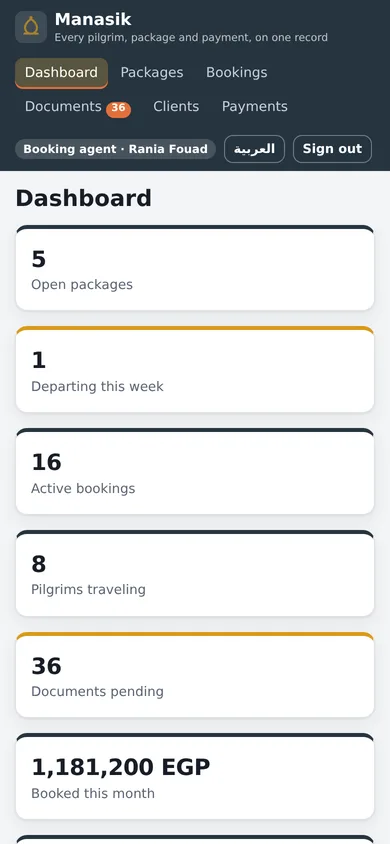 Manasik
Every pilgrim, package and payment, on one record
Dashboard Packages Bookings
Documents 36 Clients Payments
Booking agent · Rania Fouad العربية Sign out
Dashboard
5
Open packages
1
Departing this week
16
Active bookings
8
Pilgrims traveling
36
Documents pending
1,181,200 EGP
Booked this month